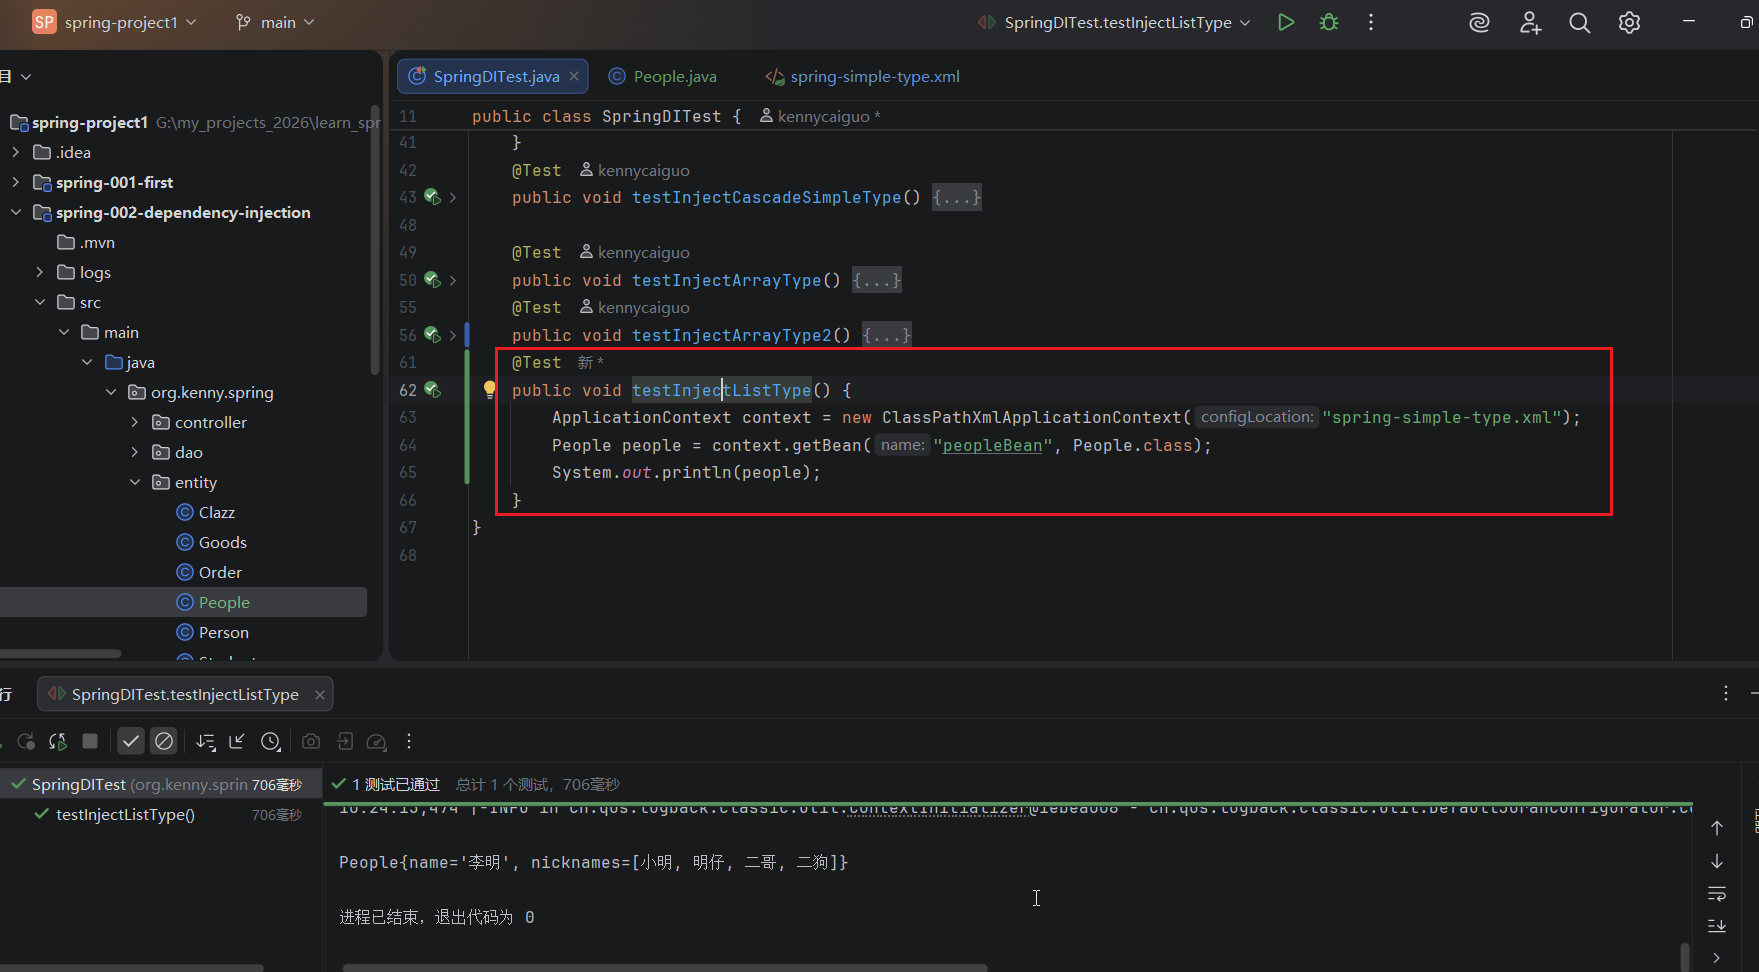 SP spring-project1 main SpringDITest.testInjectListType
目
spring-project1 G:\my_projects_2026\learn_spr
.idea
spring-001-first
spring-002-dependency-injection
.mvn
logs
src
main
java
org.kenny.spring
controller
dao
entity
Clazz
Goods
Order
People
Person
SpringDITest.java People.java spring-simple-type.xml
11 public class SpringDITest { kennycaiguo *
41 }
42 @Test kennycaiguo
43 public void testInjectCascadeSimpleType() {...}
48
49 @Test kennycaiguo
50 public void testInjectArrayType() {...}
55 @Test kennycaiguo
56 public void testInjectArrayType2() {...}
61 @Test 新 *
62 public void testInjectListType() {
63 ApplicationContext context = new ClassPathXmlApplicationContext( configLocation: "spring-simple-type.xml");
64 People people = context.getBean( name: "peopleBean", People.class);
65 System.out.println(people);
66 }
67 }
68
行 SpringDITest.testInjectListType
SpringDITest (org.kenny.sprin 706毫秒
testInjectListType() 706毫秒
1 测试已通过 总计 1 个测试，706毫秒
People{name='李明', nicknames=[小明, 明仔, 二哥, 二狗]}
进程已结束，退出代码为 0